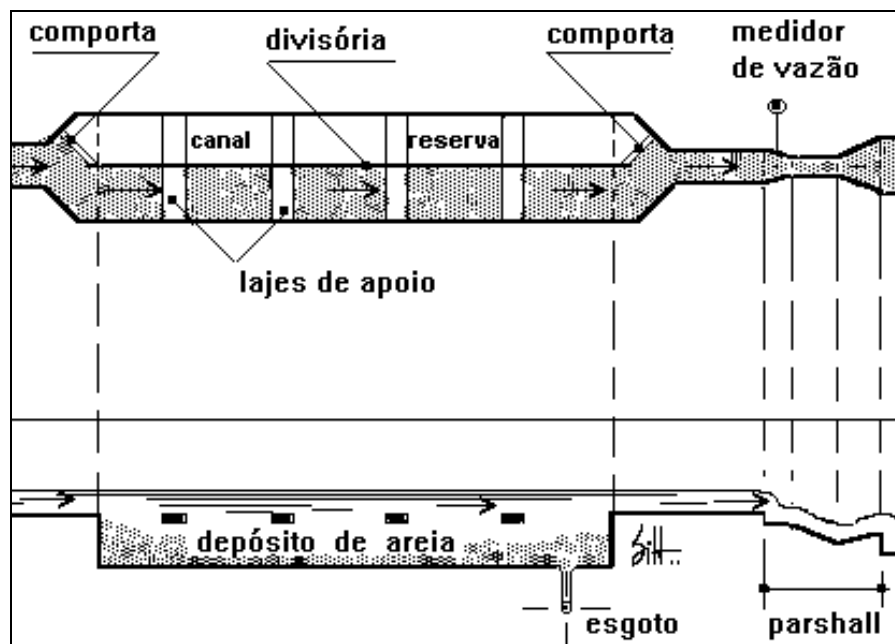 comporta
divisória
comporta
medidor
de vazão
canal
reserva
lajes de apoio
depósito de areia
esgoto
parshall